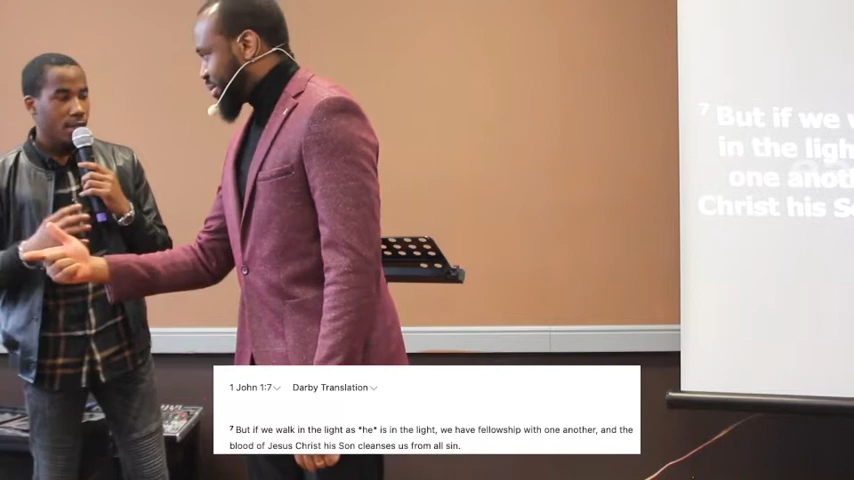 7 But if we
in the light
one anoth
Christ his So
1 John 1:7 Darby Translation
7 But if we walk in the light as *he* is in the light, we have fellowship with one another, and the
blood of Jesus Christ his Son cleanses us from all sin.